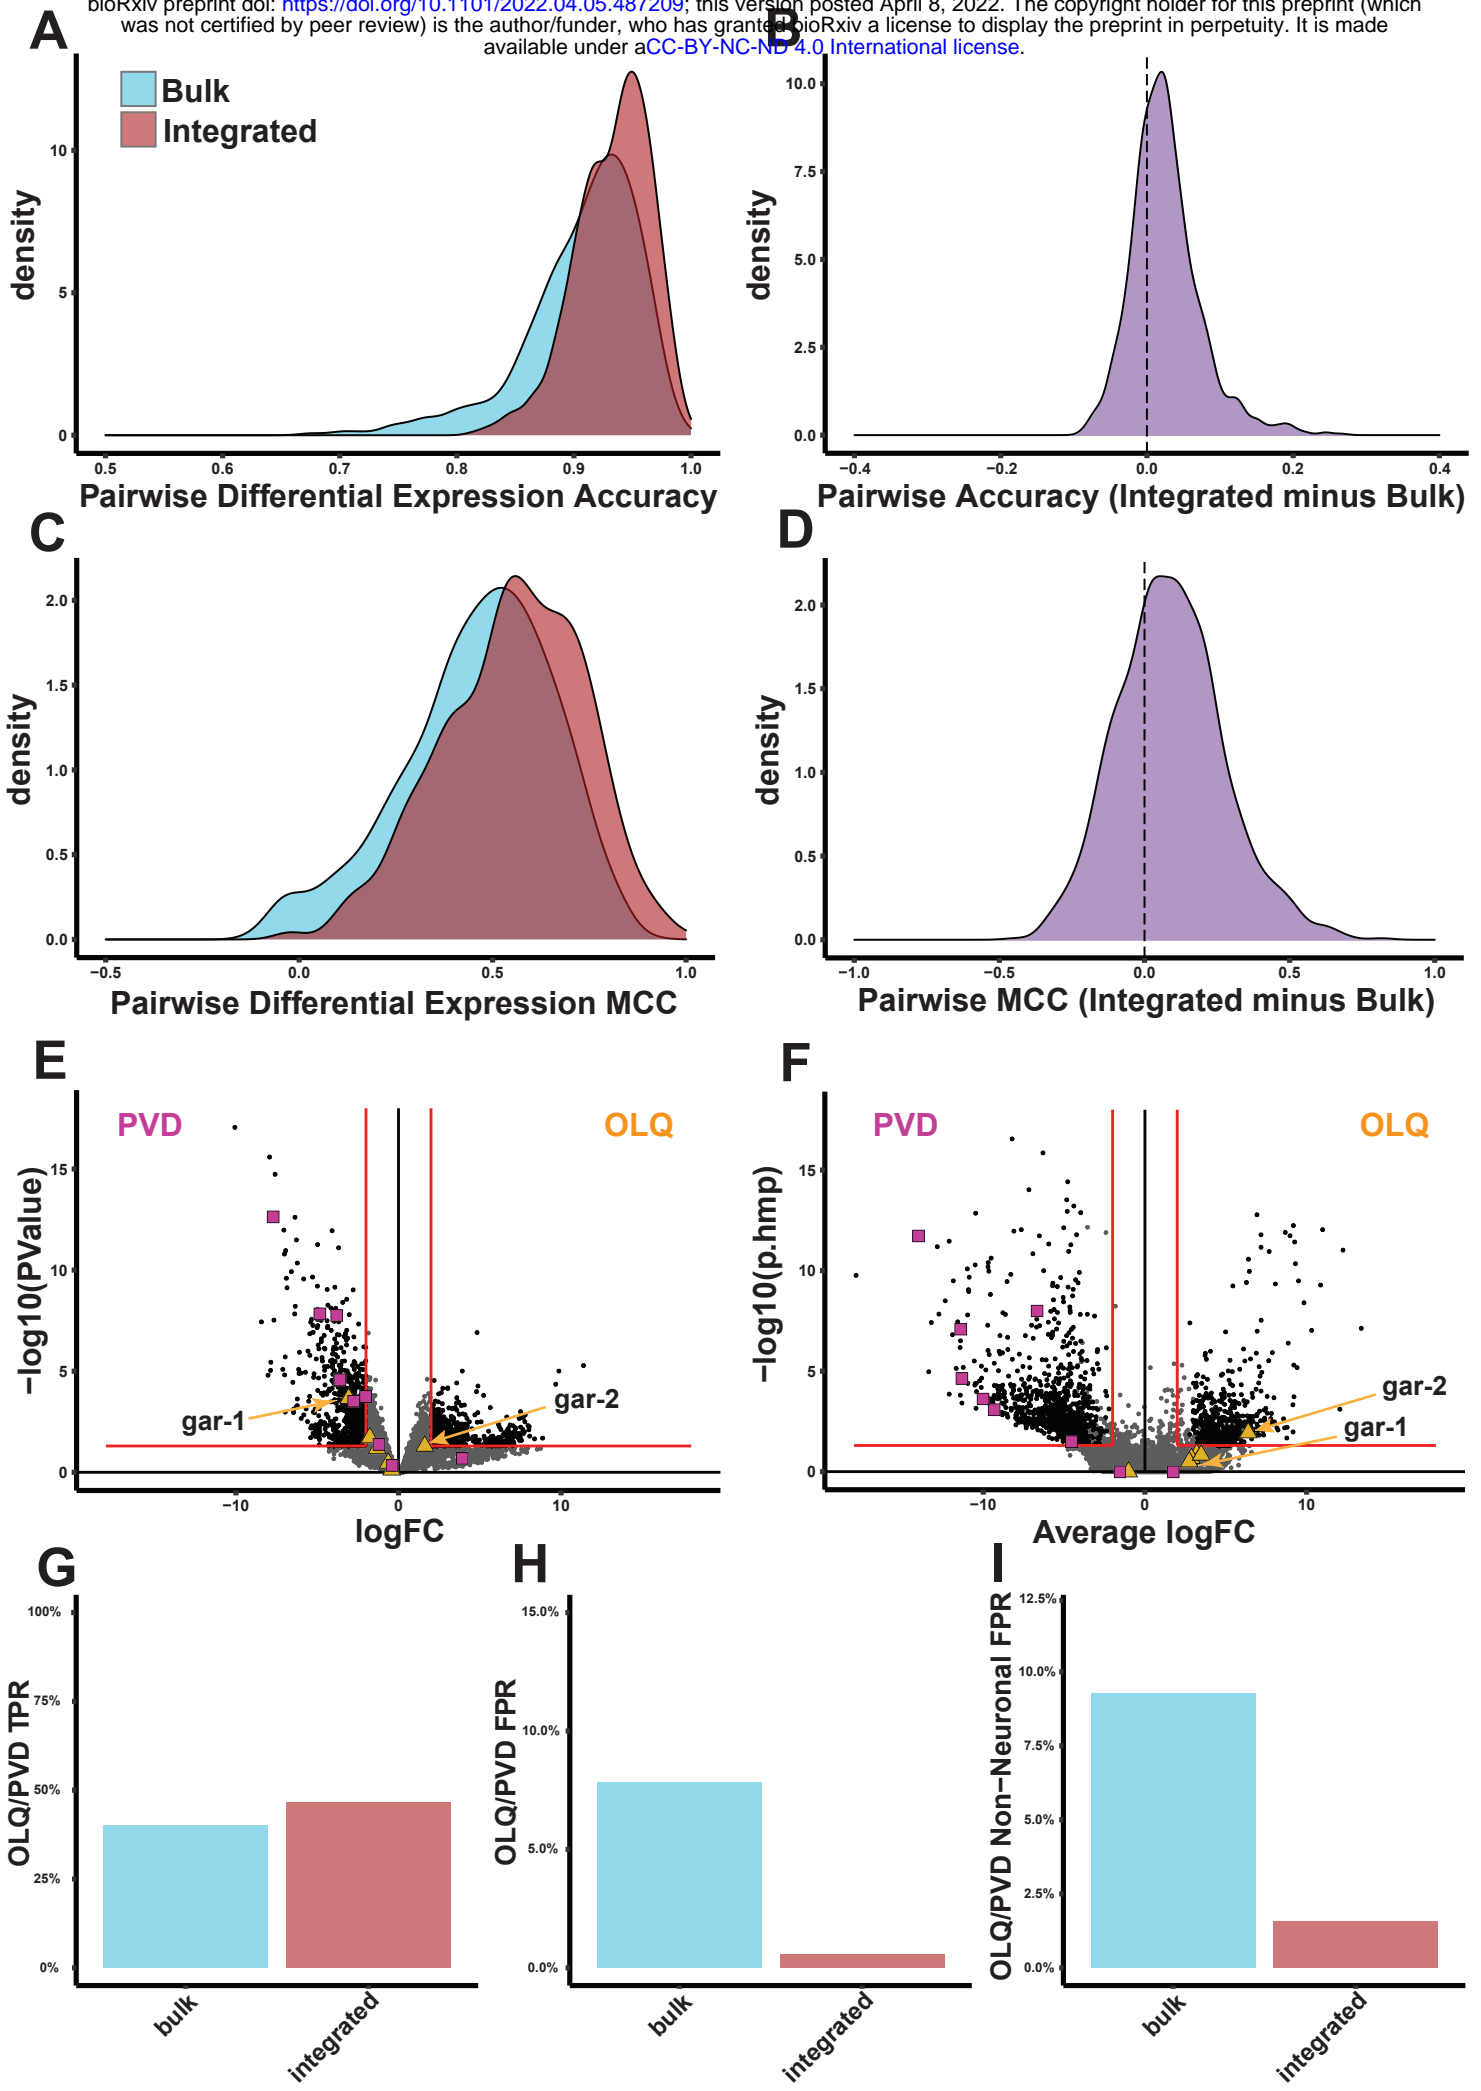 bioRxiv preprint doi: https://doi.org/10.1101/2022.04.05.487209; this version posted April 8, 2022. The copyright holder for this preprint (which
was not certified by peer review) is the author/funder, who has granted bioRxiv a license to display the preprint in perpetuity. It is made
available under aCC-BY-NC-ND 4.0 International license.
A
Bulk
Integrated
density
10
5
0
0.5 0.6 0.7 0.8 0.9 1.0
Pairwise Differential Expression Accuracy
B
density
10.0
7.5
5.0
2.5
0.0
−0.4 −0.2 0.0 0.2 0.4
Pairwise Accuracy (Integrated minus Bulk)
C
density
2.0
1.5
1.0
0.5
0.0
−0.5 0.0 0.5 1.0
Pairwise Differential Expression MCC
D
density
2.0
1.5
1.0
0.5
0.0
−1.0 −0.5 0.0 0.5 1.0
Pairwise MCC (Integrated minus Bulk)
E
PVD
OLQ
−log10(PValue)
15
10
5
0
gar-1
gar-2
−10 0 10
logFC
F
PVD
OLQ
−log10(p.hmp)
15
10
5
0
gar-2
gar-1
−10 0 10
Average logFC
G
OLQ/PVD TPR
100%
75%
50%
25%
0%
bulk
integrated
H
OLQ/PVD FPR
15.0%
10.0%
5.0%
0.0%
bulk
integrated
I
OLQ/PVD Non−Neuronal FPR
12.5%
10.0%
7.5%
5.0%
2.5%
0.0%
bulk
integrated